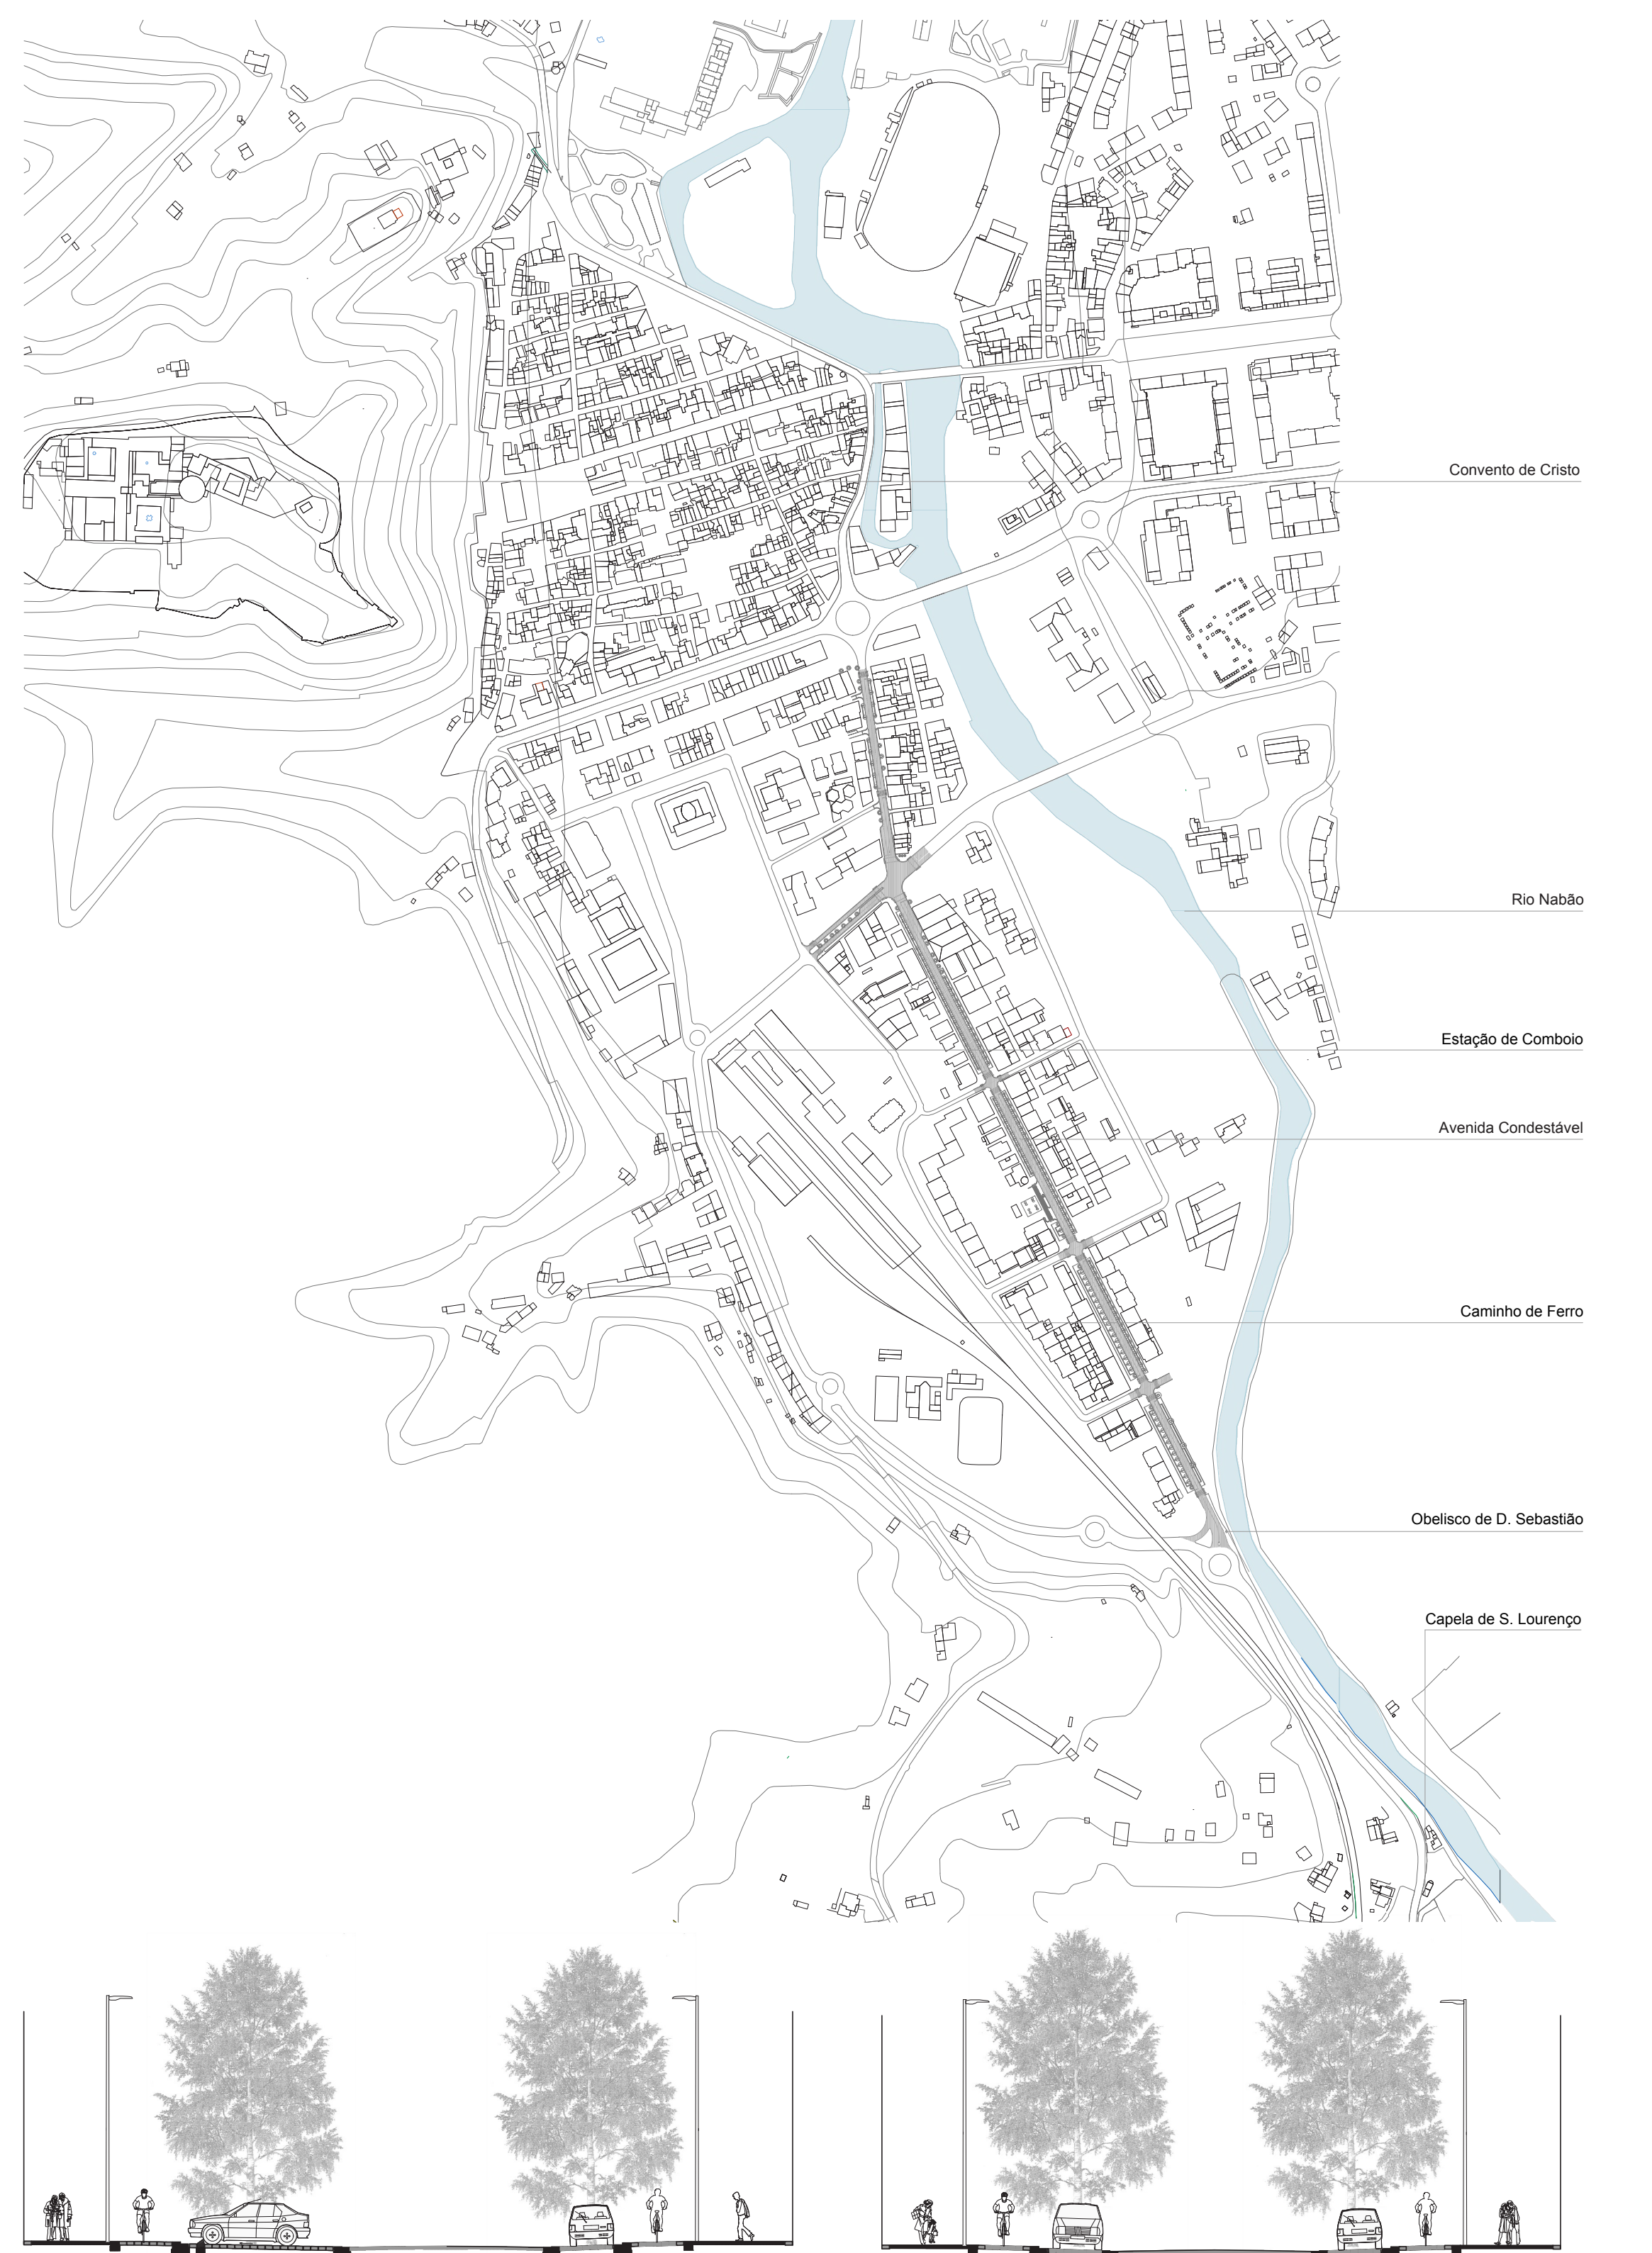 Convento de Cristo
Rio Nabão
Estação de Comboio
Avenida Condestável
Caminho de Ferro
Obelisco de D. Sebastião
Capela de S. Lourenço